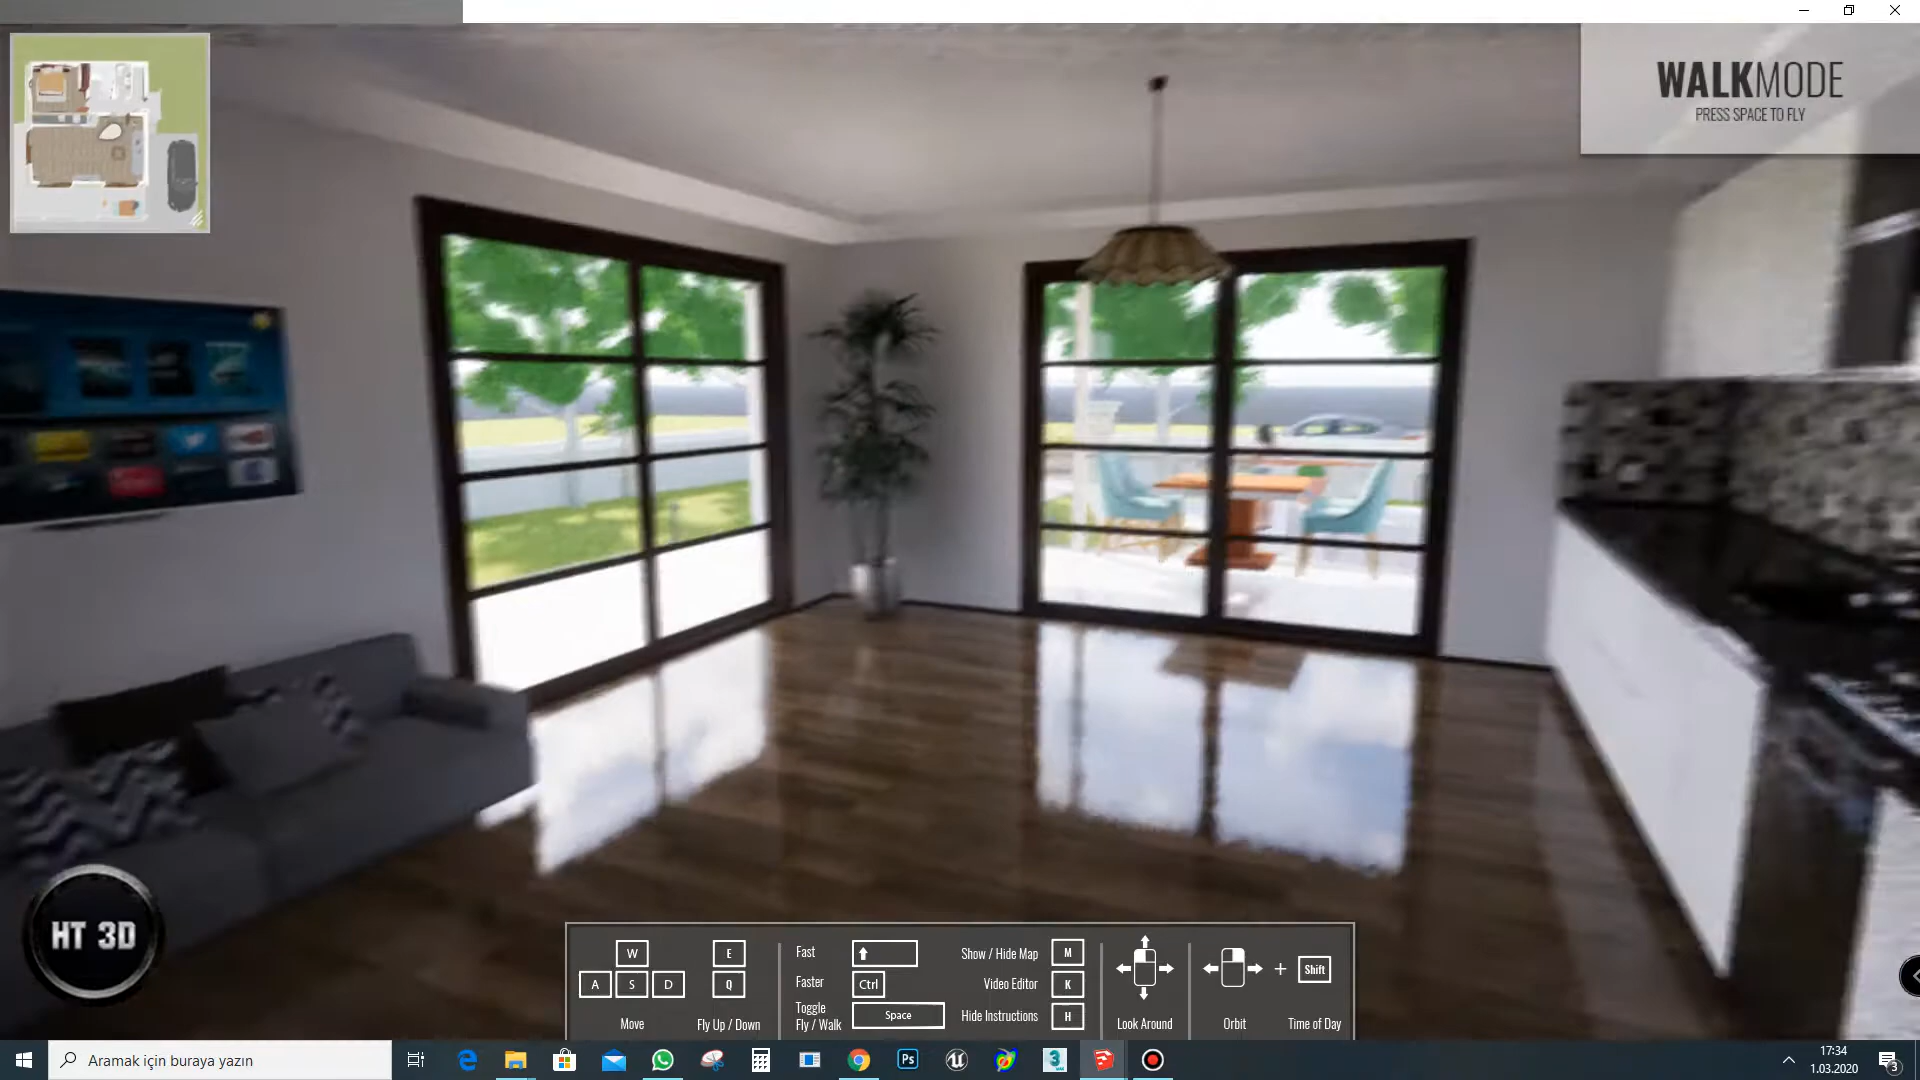 WALKMODE
PRESS SPACE TO FLY
HT 3D
W
A S D
Move
E
Q
Fly Up / Down
Fast
Faster
Ctrl
Toggle
Fly / Walk
Space
Show / Hide Map
M
Video Editor
K
Hide Instructions
H
Look Around
Orbit
+
Shift
Time of Day
Aramak için buraya yazın
Ps
3
17:34
1.03.2020
3